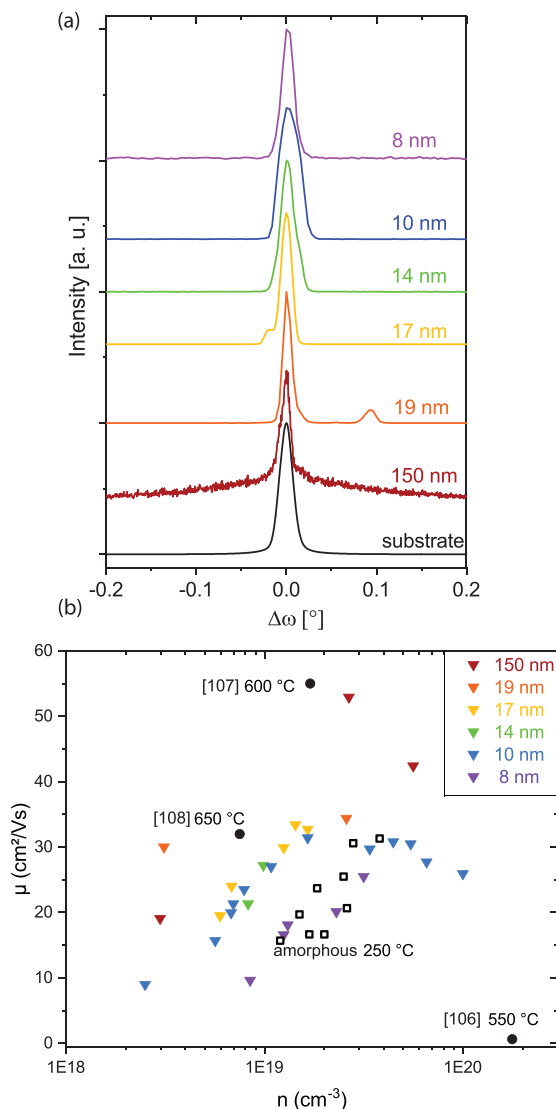 (a)
Intensity [a. u.]
8 nm
10 nm
14 nm
17 nm
19 nm
150 nm
substrate
-0.2 -0.1 0.0 0.1 0.2
Δω [°]
(b)
μ (cm²/Vs)
60
50
40
30
20
10
0
[107] 600 °C
[108] 650 °C
amorphous 250 °C
[106] 550 °C
150 nm
19 nm
17 nm
14 nm
10 nm
8 nm
1E18 1E19 1E20
n (cm⁻³)